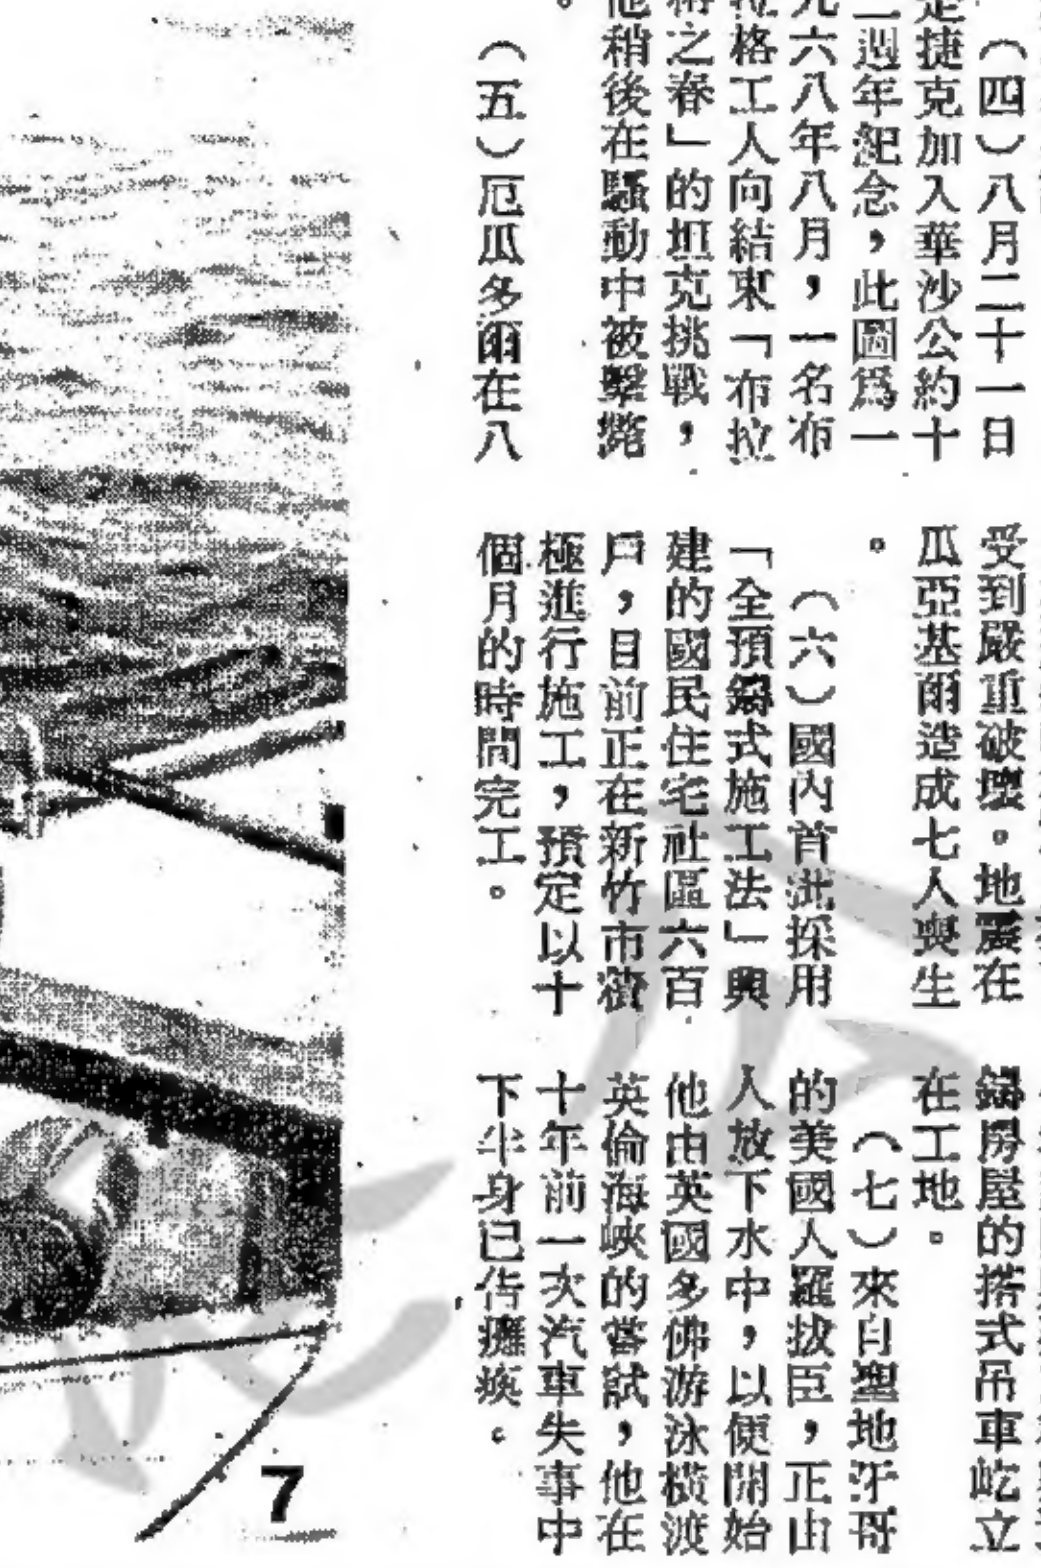 （四）八月二十一日
是捷克加入華沙公約十
二週年紀念，此圖爲一
九六八年八月，一名布
拉格工人向結束「布拉
格之春」的坦克挑戰，
他稍後在騷動中被擊斃
。
（五）厄瓜多爾在八
受到嚴重破壞。地震在
瓜亞基爾造成七人喪生
。
（六）國內首批採用
「全預鑄式施工法」興
建的國民住宅社區六百
戶，目前正在新竹市積
極進行施工，預定以十
個月的時間完工。
鑄房屋的搭式吊車屹立
在工地。
（七）來自聖地牙哥
的美國人羅拔臣，正由
人放下水中，以便開始
他由英國多佛游泳橫渡
英倫海峽的嘗試，他在
十年前一次汽車失事中
下半身已告癱瘓。
7